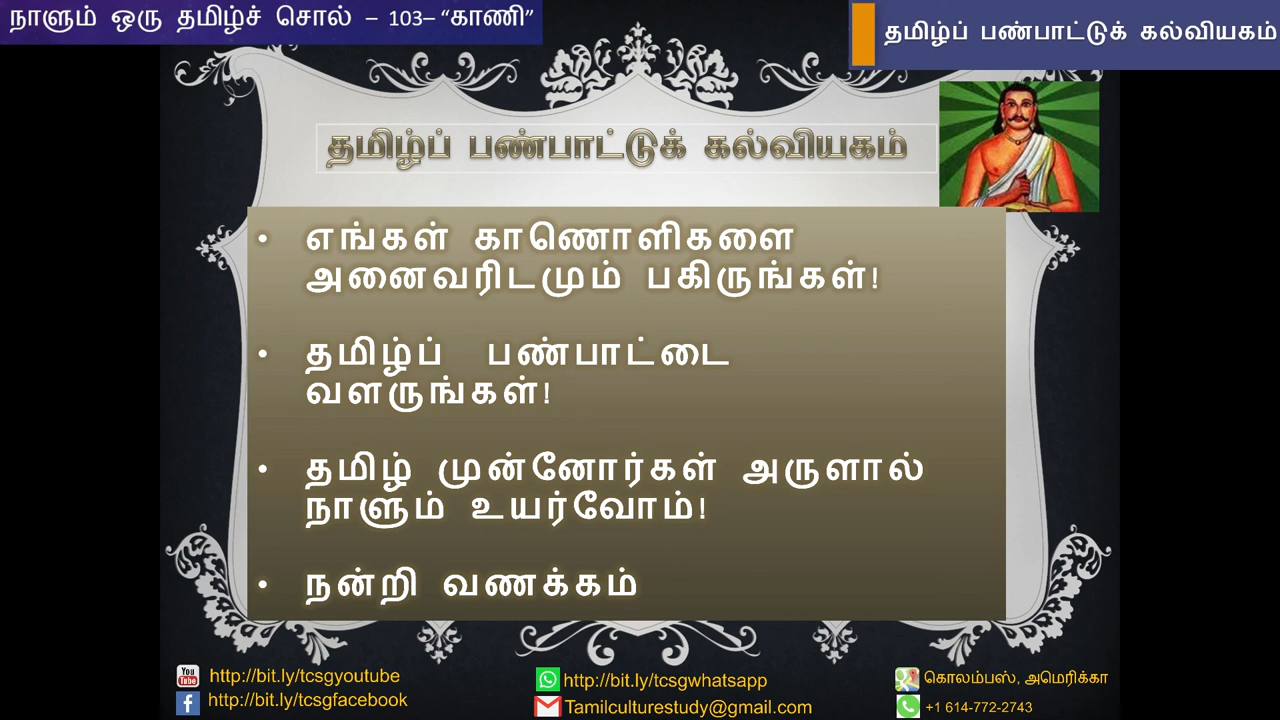 நாளும் ஒரு தமிழ்ச் சொல் – 103– “காணி”
தமிழ்ப் பண்பாட்டுக் கல்வியகம்
தமிழ்ப் பண்பாட்டுக் கல்வியகம்
• எங்கள் காணொளிகளை
அனைவரிடமும் பகிருங்கள்!
• தமிழ்ப் பண்பாட்டை
வளருங்கள்!
• தமிழ் முன்னோர்கள் அருளால்
நாளும் உயர்வோம்!
• நன்றி வணக்கம்
You Tube http://bit.ly/tcsgyoutube
http://bit.ly/tcsgfacebook
http://bit.ly/tcsgwhatsapp
Tamilculturestudy@gmail.com
கொலம்பஸ், அமெரிக்கா
+1 614-772-2743